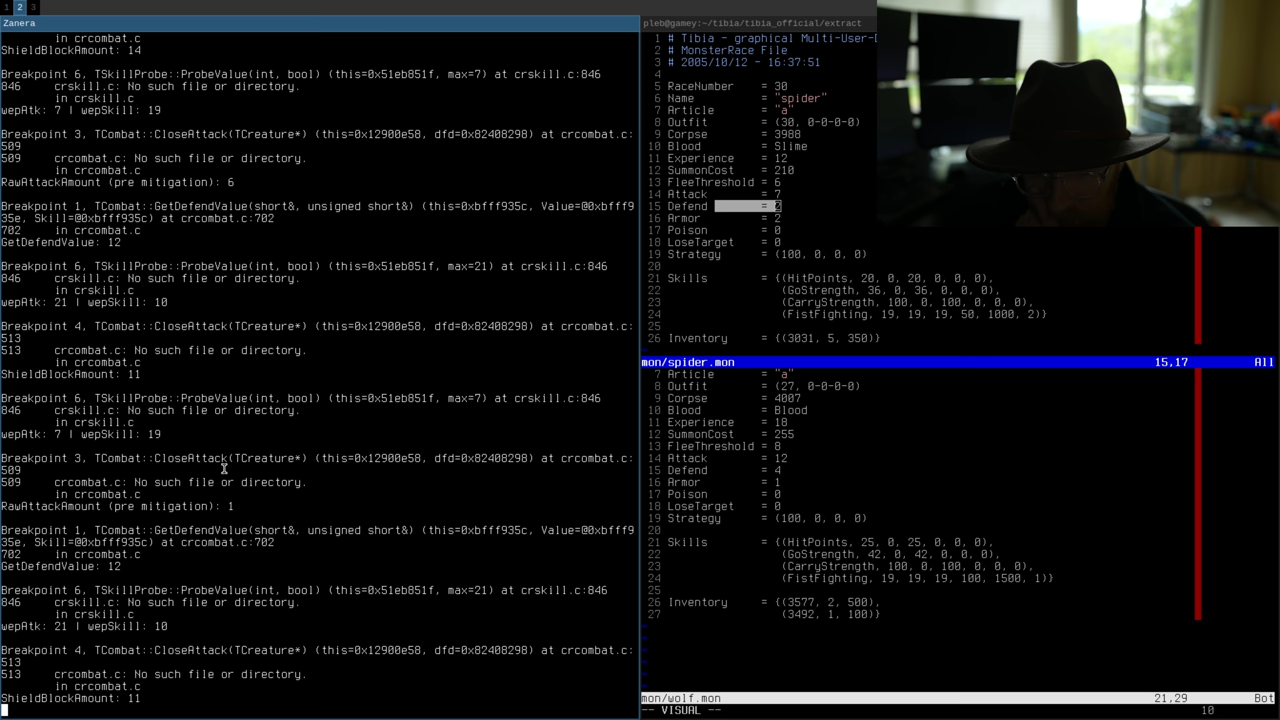 1 2 3
Zanera
in crcombat.c
ShieldBlockAmount: 14
Breakpoint 6, TSkillProbe::ProbeValue(int, bool) (this=0x51eb851f, max=7) at crskill.c:846
846 crskill.c: No such file or directory.
in crskill.c
wepAtk: 7 | wepSkill: 19
Breakpoint 3, TCombat::CloseAttack(TCreature*) (this=0x12900e58, dfd=0x82408298) at crcombat.c:
509
509 crcombat.c: No such file or directory.
in crcombat.c
RawAttackAmount (pre mitigation): 6
Breakpoint 1, TCombat::GetDefendValue(short&, unsigned short&) (this=0xbfff935c, Value=@0xbfff9
35e, Skill=@0xbfff935c) at crcombat.c:702
702 in crcombat.c
GetDefendValue: 12
Breakpoint 6, TSkillProbe::ProbeValue(int, bool) (this=0x51eb851f, max=21) at crskill.c:846
846 crskill.c: No such file or directory.
in crskill.c
wepAtk: 21 | wepSkill: 10
Breakpoint 4, TCombat::CloseAttack(TCreature*) (this=0x12900e58, dfd=0x82408298) at crcombat.c:
513
513 crcombat.c: No such file or directory.
in crcombat.c
ShieldBlockAmount: 11
Breakpoint 6, TSkillProbe::ProbeValue(int, bool) (this=0x51eb851f, max=7) at crskill.c:846
846 crskill.c: No such file or directory.
in crskill.c
wepAtk: 7 | wepSkill: 19
Breakpoint 3, TCombat::CloseAttack(TCreature*) (this=0x12900e58, dfd=0x82408298) at crcombat.c:
509
509 crcombat.c: No such file or directory.
in crcombat.c
RawAttackAmount (pre mitigation): 1
Breakpoint 1, TCombat::GetDefendValue(short&, unsigned short&) (this=0xbfff935c, Value=@0xbfff9
35e, Skill=@0xbfff935c) at crcombat.c:702
702 in crcombat.c
GetDefendValue: 12
Breakpoint 6, TSkillProbe::ProbeValue(int, bool) (this=0x51eb851f, max=21) at crskill.c:846
846 crskill.c: No such file or directory.
in crskill.c
wepAtk: 21 | wepSkill: 10
Breakpoint 4, TCombat::CloseAttack(TCreature*) (this=0x12900e58, dfd=0x82408298) at crcombat.c:
513
513 crcombat.c: No such file or directory.
in crcombat.c
ShieldBlockAmount: 11
pleb@gamey:~/tibia/tibia_official/extract
1 # Tibia - graphical Multi-User-D
2 # MonsterRace File
3 # 2005/10/12 - 16:37:51
4
5 RaceNumber = 30
6 Name = "spider"
7 Article = "a"
8 Outfit = (30, 0-0-0-0)
9 Corpse = 3988
10 Blood = Slime
11 Experience = 12
12 SummonCost = 210
13 FleeThreshold = 6
14 Attack = 7
15 Defend = 2
16 Armor = 2
17 Poison = 0
18 LoseTarget = 0
19 Strategy = (100, 0, 0, 0)
20
21 Skills = {(HitPoints, 20, 0, 20, 0, 0, 0),
22 (GoStrength, 36, 0, 36, 0, 0, 0),
23 (CarryStrength, 100, 0, 100, 0, 0, 0),
24 (FistFighting, 19, 19, 19, 50, 1000, 2)}
25
26 Inventory = {(3031, 5, 350)}
mon/spider.mon 15,17 All
7 Article = "a"
8 Outfit = (27, 0-0-0-0)
9 Corpse = 4007
10 Blood = Blood
11 Experience = 18
12 SummonCost = 255
13 FleeThreshold = 8
14 Attack = 12
15 Defend = 4
16 Armor = 1
17 Poison = 0
18 LoseTarget = 0
19 Strategy = (100, 0, 0, 0)
20
21 Skills = {(HitPoints, 25, 0, 25, 0, 0, 0),
22 (GoStrength, 42, 0, 42, 0, 0, 0),
23 (CarryStrength, 100, 0, 100, 0, 0, 0),
24 (FistFighting, 19, 19, 19, 100, 1500, 1)}
25
26 Inventory = {(3577, 2, 500),
27 (3492, 1, 100)}
~
~
~
~
~
~
mon/wolf.mon 21,29 Bot
-- VISUAL -- 10